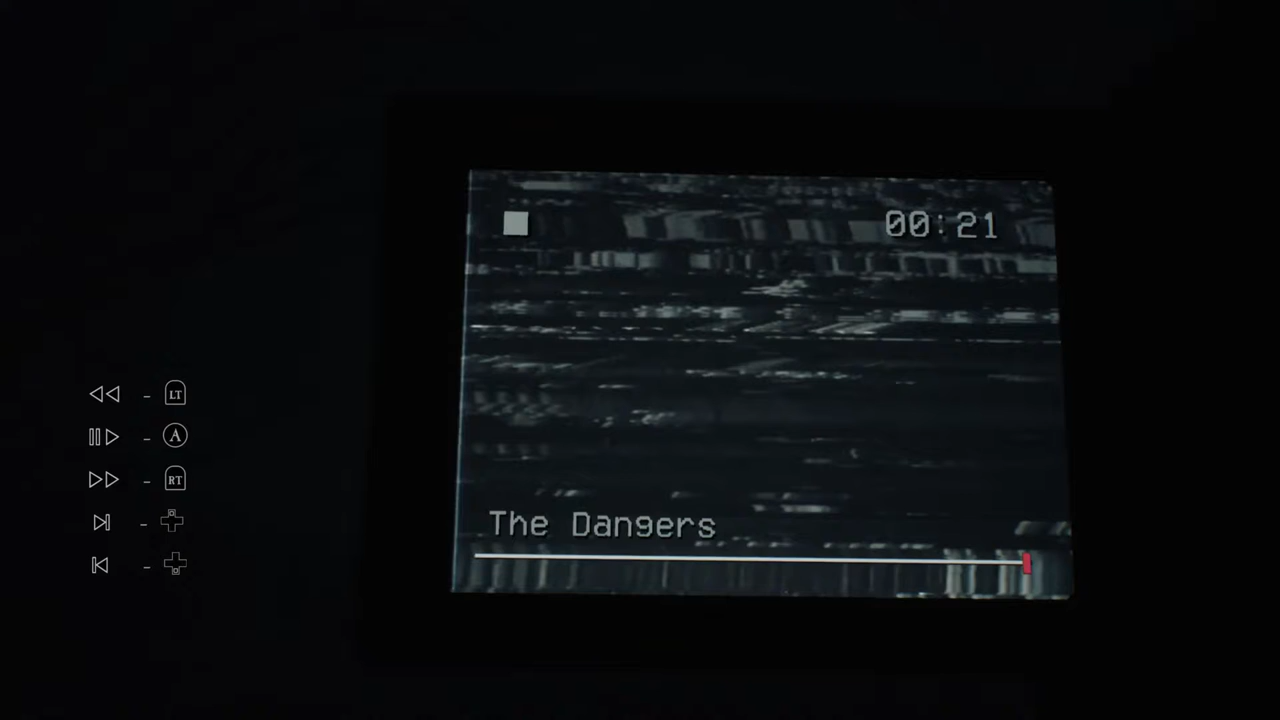 00:21
The Dangers
- LT
- A
- RT
-
-